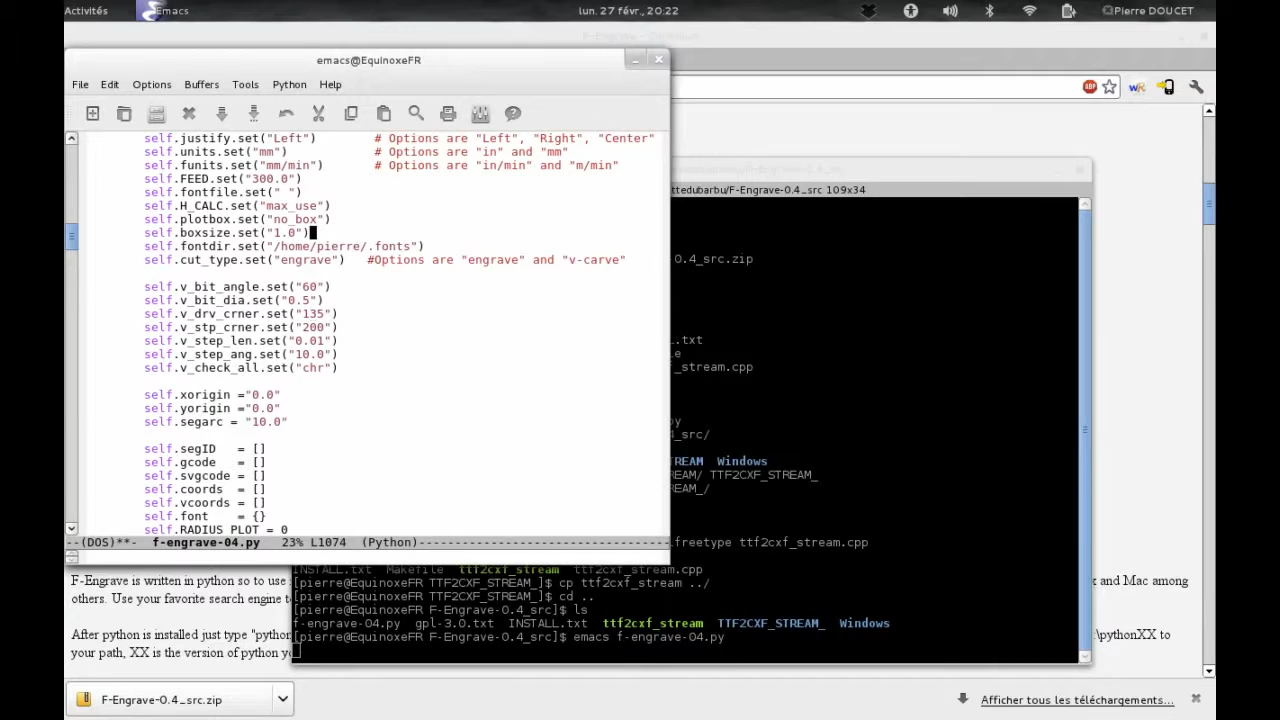 Activités Emacs lun. 27 févr., 20:22 Pierre DOUCET
emacs@EquinoxeFR
File Edit Options Buffers Tools Python Help
self.justify.set("Left") # Options are "Left", "Right", "Center"
self.units.set("mm") # Options are "in" and "mm"
self.funits.set("mm/min") # Options are "in/min" and "m/min"
self.FEED.set("300.0")
self.fontfile.set(" ")
self.H_CALC.set("max_use")
self.plotbox.set("no_box")
self.boxsize.set("1.0")
self.fontdir.set("/home/pierre/.fonts")
self.cut_type.set("engrave") #Options are "engrave" and "v-carve"
self.v_bit_angle.set("60")
self.v_bit_dia.set("0.5")
self.v_drv_crner.set("135")
self.v_stp_crner.set("200")
self.v_step_len.set("0.01")
self.v_step_ang.set("10.0")
self.v_check_all.set("chr")
self.xorigin ="0.0"
self.yorigin ="0.0"
self.segarc = "10.0"
self.segID = []
self.gcode = []
self.svgcode = []
self.coords = []
self.vcoords = []
self.font = {}
self.RADIUS_PLOT = 0
--(DOS)**- f-engrave-04.py 23% L1074 (Python)
ttedubarbu/F-Engrave-0.4_src 109x34
0.4_src.zip
.txt
e
_stream.cpp
py
4_src/
TREAM Windows
REAM/ TTF2CXF_STREAM_
REAM_/
freetype ttf2cxf_stream.cpp
INSTALL.txt Makefile ttf2cxf_stream ttf2cxf_stream.cpp
[pierre@EquinoxeFR TTF2CXF_STREAM_]$ cp ttf2cxf_stream ../
[pierre@EquinoxeFR TTF2CXF_STREAM_]$ cd ..
[pierre@EquinoxeFR F-Engrave-0.4_src]$ ls
f-engrave-04.py gpl-3.0.txt INSTALL.txt ttf2cxf_stream TTF2CXF_STREAM_ Windows
[pierre@EquinoxeFR F-Engrave-0.4_src]$ emacs f-engrave-04.py
F-Engrave is written in python so to use x and Mac among
others. Use your favorite search engine to
After python is installed just type "python :\pythonXX to
your path, XX is the version of python yo
F-Engrave-0.4_src.zip Afficher tous les téléchargements...